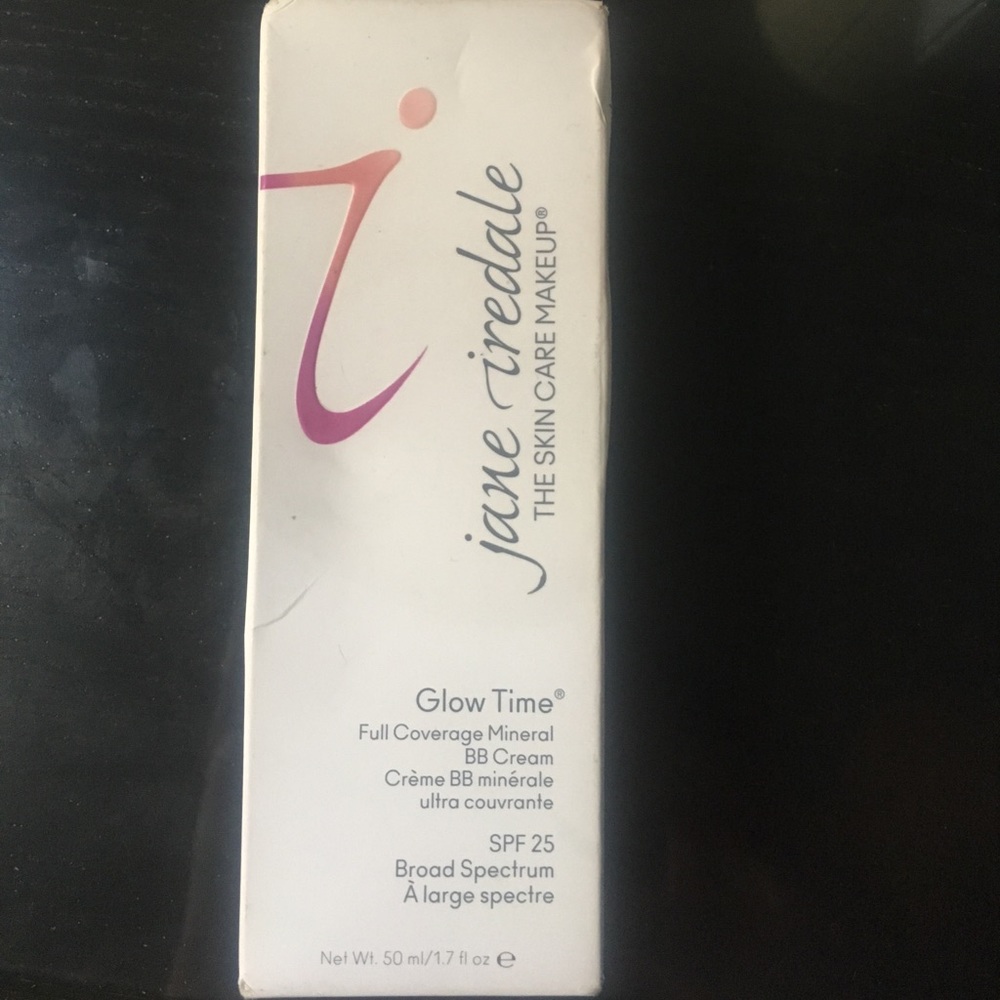 jane iredale
THE SKIN CARE MAKEUP®
Glow Time®
Full Coverage Mineral
BB Cream
Crème BB minérale
ultra couvrante
SPF 25
Broad Spectrum
À large spectre
Net Wt. 50 ml/1.7 fl oz ℮